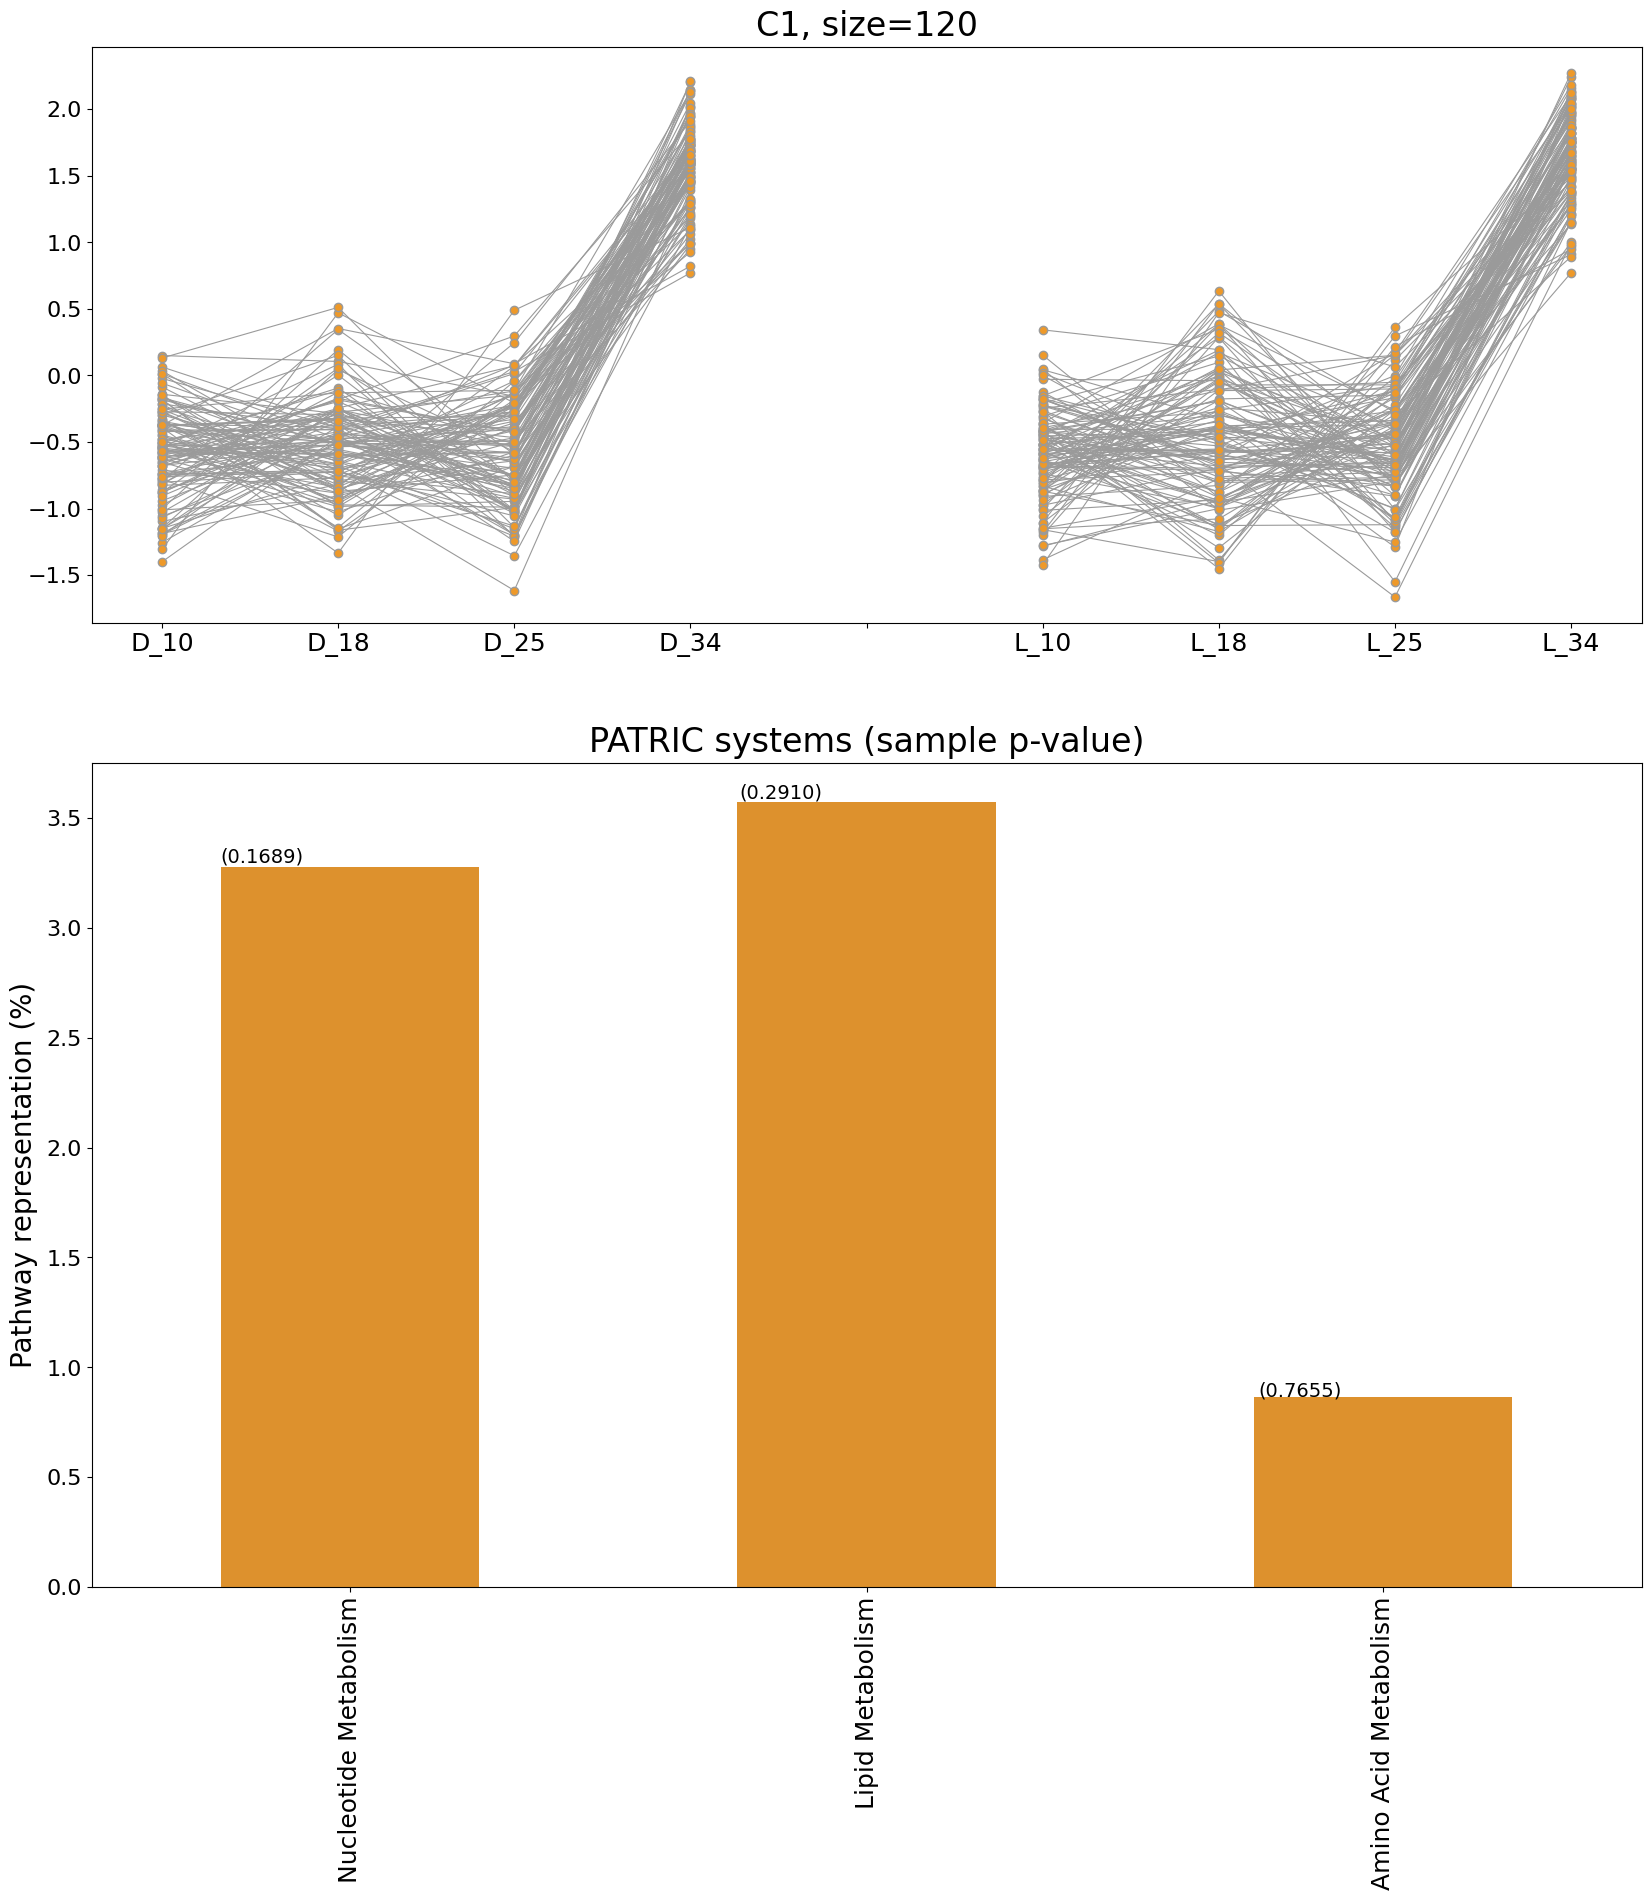 C1, size=120
2.0
1.5
1.0
0.5
0.0
−0.5
−1.0
−1.5
D_10 D_18 D_25 D_34 L_10 L_18 L_25 L_34
PATRIC systems (sample p-value)
Pathway representation (%)
3.5
3.0
2.5
2.0
1.5
1.0
0.5
0.0
(0.1689)
(0.2910)
(0.7655)
Nucleotide Metabolism
Lipid Metabolism
Amino Acid Metabolism